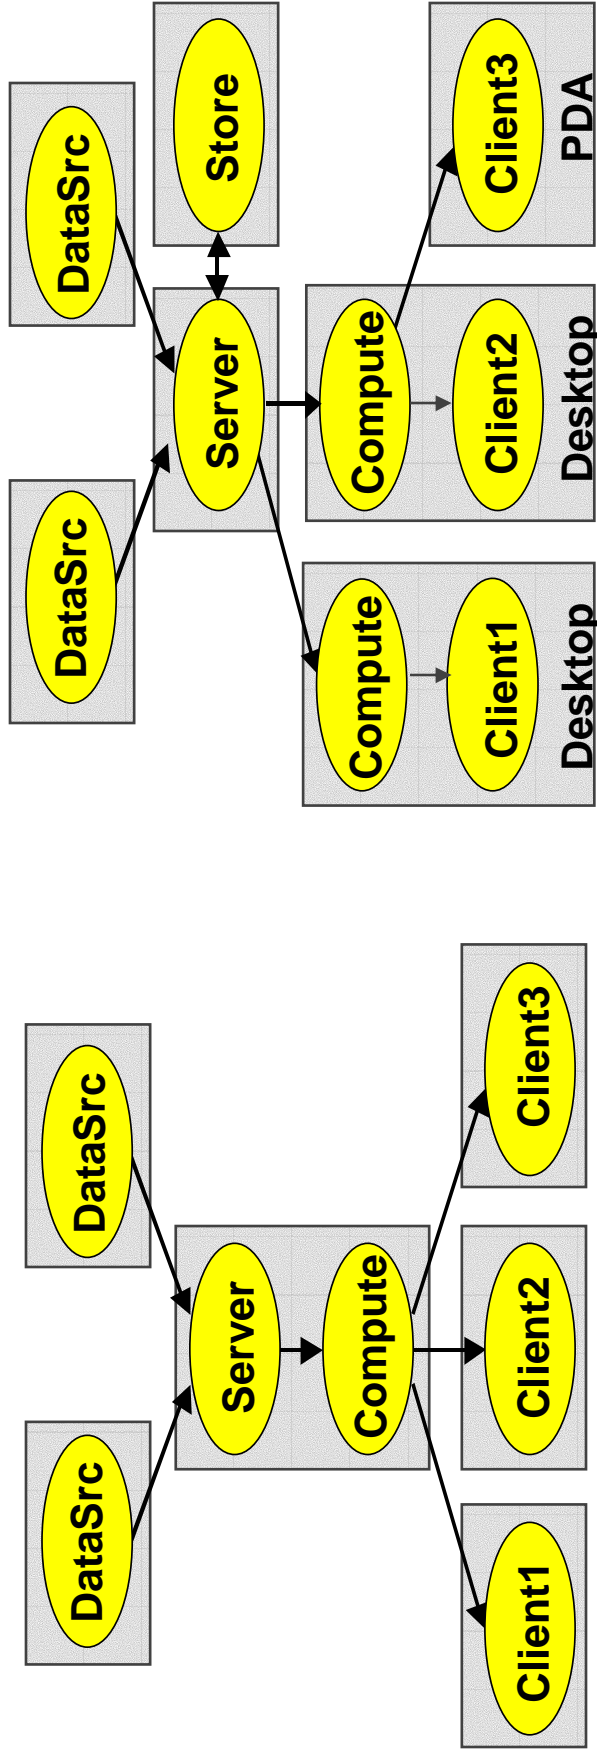 DataSrc
DataSrc
Server
Compute
Client1
Client2
Client3
DataSrc
DataSrc
Server
Store
Compute
Compute
Client1
Client2
Client3
Desktop
Desktop
PDA